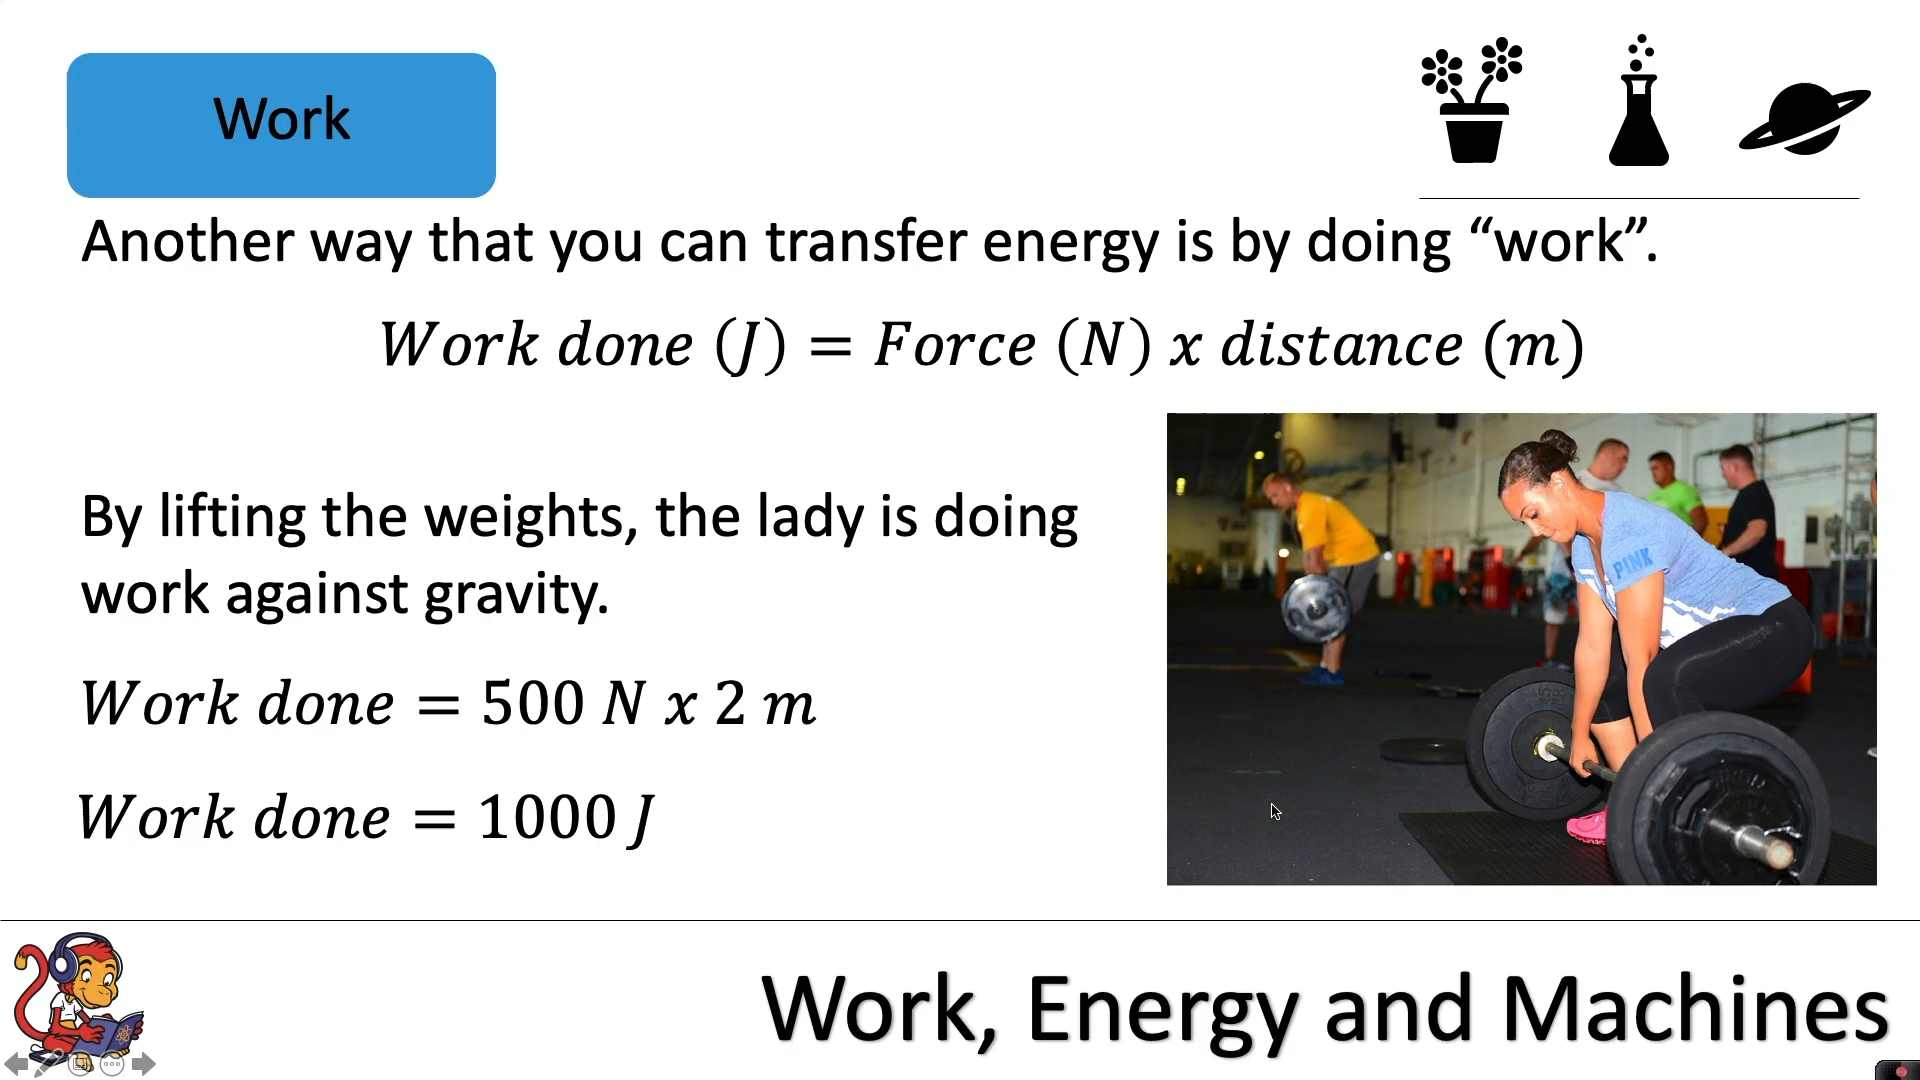 Work
Another way that you can transfer energy is by doing “work”.
Work done (J) = Force (N) x distance (m)
By lifting the weights, the lady is doing
work against gravity.
Work done = 500 N x 2 m
Work done = 1000 J
PINK
Work, Energy and Machines